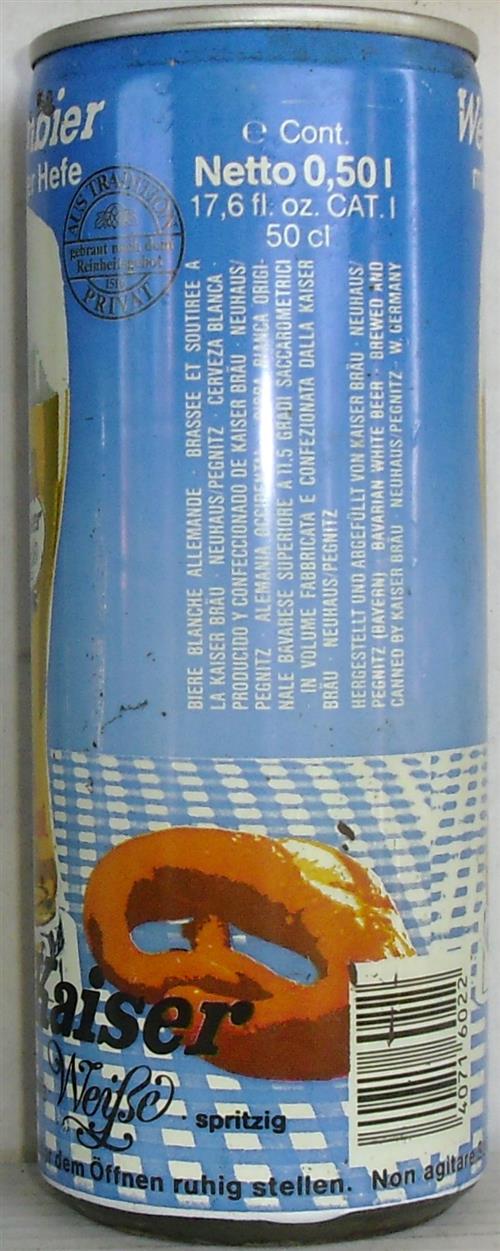 nbier
r Hefe
We
AUS TRADITION
gebraut nach dem
Reinheitsgebot
1516
PRIVAT
e Cont.
Netto 0,50 l
17,6 fl. oz. CAT. I
50 cl
BIERE BLANCHE ALLEMANDE · BRASSEE ET SOUTIREE A
LA KAISER BRÄU · NEUHAUS/PEGNITZ · CERVEZA BLANCA ·
PRODUCIDO Y CONFECCIONADO DE KAISER BRÄU · NEUHAUS/
PEGNITZ · ALEMANIA OCCIDENTAL BIANCA ORIGI-
NALE BAVARESE SUPERIORE A 11.5 GRADI SACCAROMETRICI
IN VOLUME FABBRICATA E CONFEZIONATA DALLA KAISER
BRÄU · NEUHAUS/PEGNITZ
HERGESTELLT UND ABGEFÜLLT VON KAISER BRÄU · NEUHAUS/
PEGNITZ (BAYERN) · BAVARIAN WHITE BEER · BREWED AND
CANNED BY KAISER BRÄU · NEUHAUS/PEGNITZ - W. GERMANY
Kaiser
Weiße · spritzig
4071 6022
dem Öffnen ruhig stellen. Non agitare